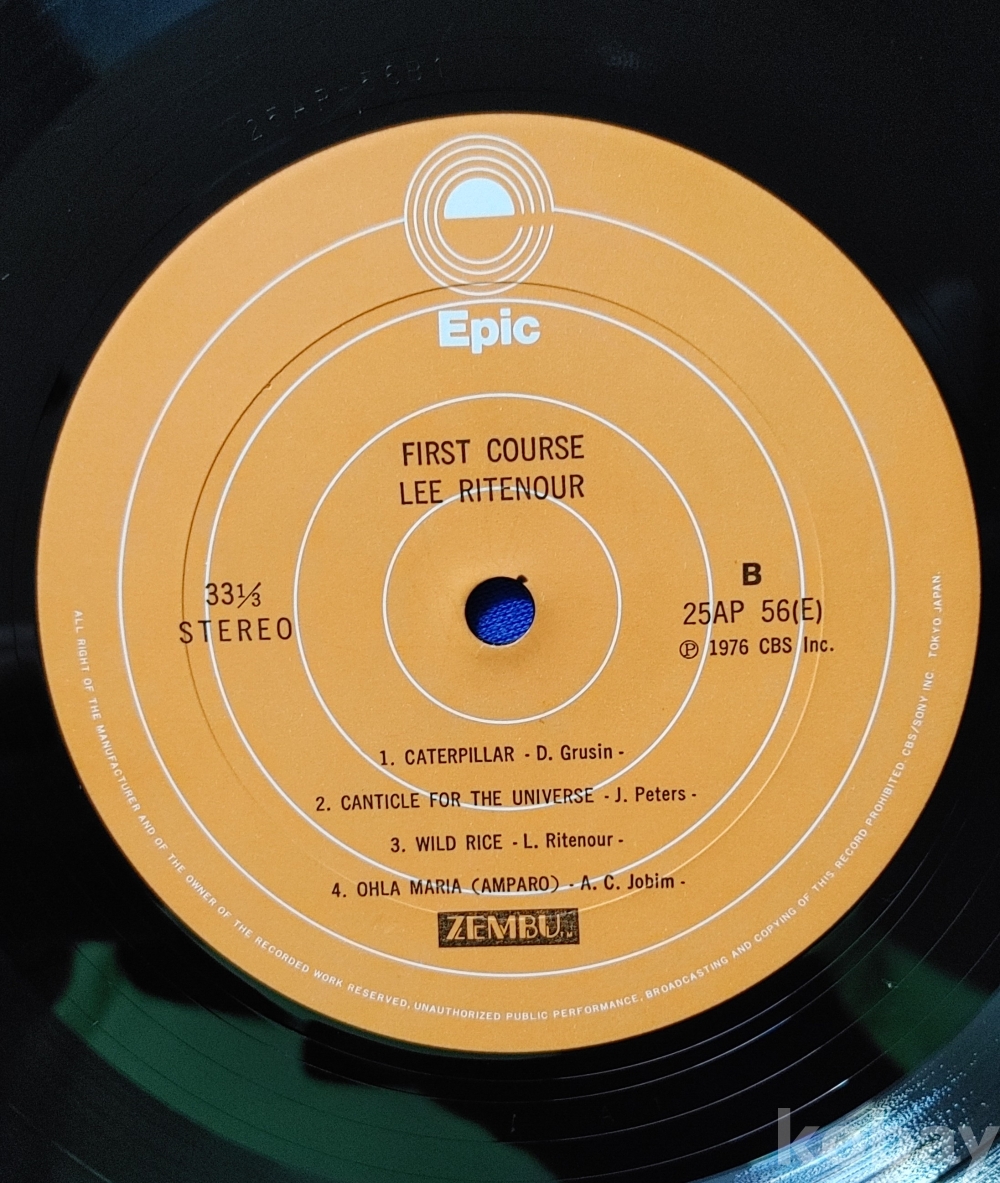 25AP-56B1
Epic
FIRST COURSE
LEE RITENOUR
33⅓
STEREO
B
25AP 56(E)
Ⓟ 1976 CBS Inc.
1. CATERPILLAR - D. Grusin -
2. CANTICLE FOR THE UNIVERSE - J. Peters -
3. WILD RICE - L. Ritenour -
4. OHLA MARIA (AMPARO) - A. C. Jobim -
ZEMBU
ALL RIGHT OF THE MANUFACTURER AND OF THE OWNER OF THE RECORDED WORK RESERVED, UNAUTHORIZED PUBLIC PERFORMANCE, BROADCASTING AND COPYING OF THIS RECORD PROHIBITED. CBS/SONY INC TOKYO JAPAN.